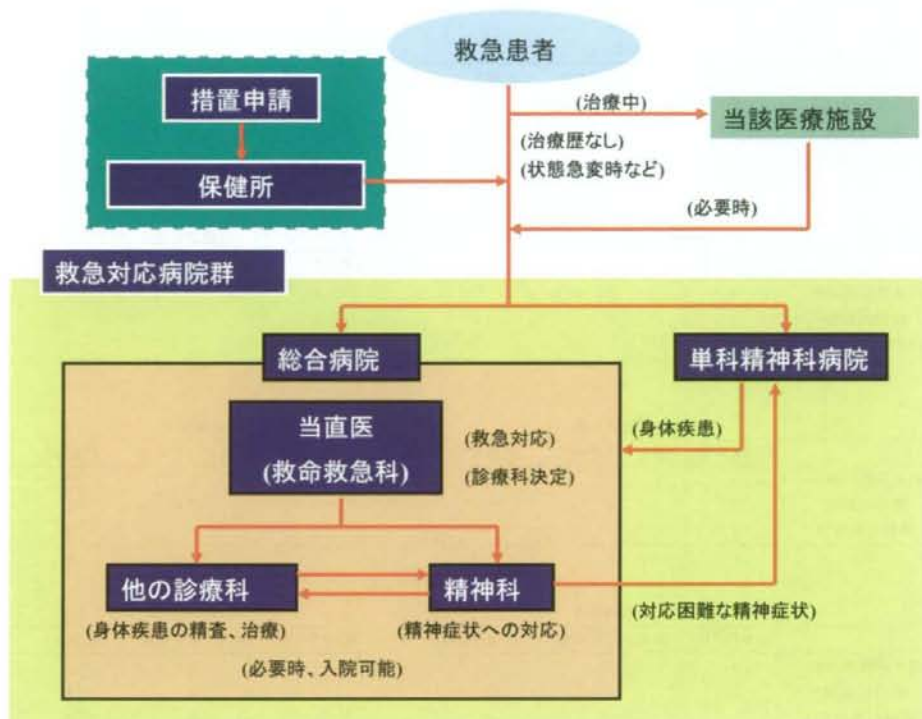 救急患者
措置申請
(治療中)
当該医療施設
(治療歴なし)
保健所
(状態急変時など)
(必要時)
救急対応病院群
総合病院
単科精神科病院
当直医
(救命救急科)
(救急対応)
(診療科決定)
(身体疾患)
他の診療科
精神科
(身体疾患の精査、治療)
(精神症状への対応)
(対応困難な精神症状)
(必要時、入院可能)